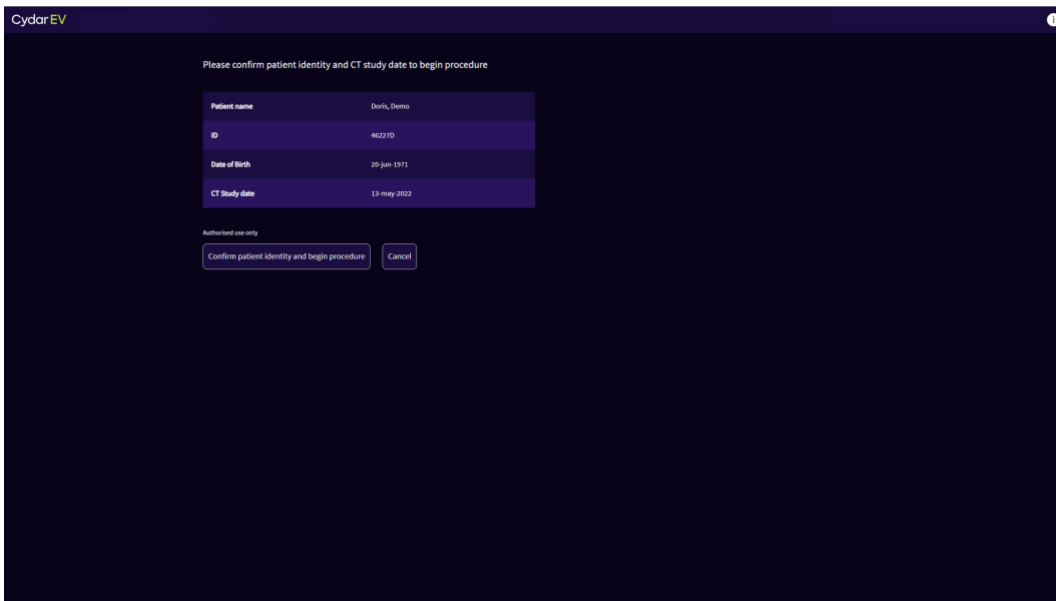 Cydar EV
i
Please confirm patient identity and CT study date to begin procedure
Patient name Doris, Demo
ID 46227D
Date of Birth 20-jun-1971
CT Study date 13-may-2022
Authorised use only
Confirm patient identity and begin procedure Cancel